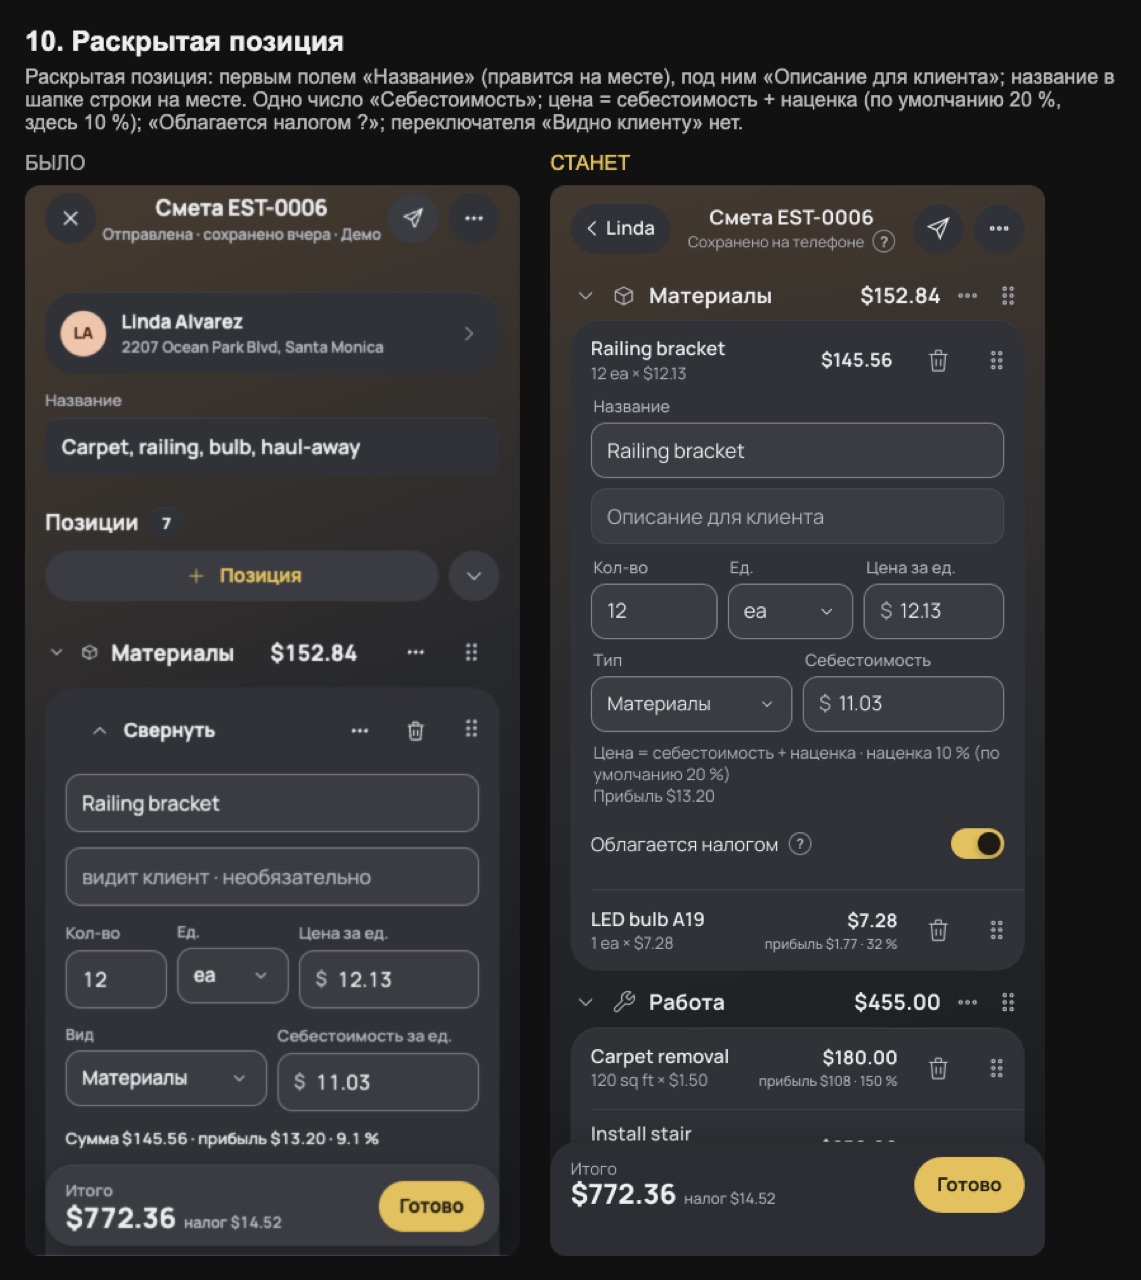 10. Раскрытая позиция
Раскрытая позиция: первым полем «Название» (правится на месте), под ним «Описание для клиента»; название в
шапке строки на месте. Одно число «Себестоимость»; цена = себестоимость + наценка (по умолчанию 20 %,
здесь 10 %); «Облагается налогом ?»; переключателя «Видно клиенту» нет.
БЫЛО
Смета EST-0006
Отправлена · сохранено вчера · Демо
LA
Linda Alvarez
2207 Ocean Park Blvd, Santa Monica
Название
Carpet, railing, bulb, haul-away
Позиции 7
+ Позиция
Материалы $152.84
Свернуть
Railing bracket
видит клиент · необязательно
Кол-во Ед. Цена за ед.
12 ea $ 12.13
Вид Себестоимость за ед.
Материалы $ 11.03
Сумма $145.56 · прибыль $13.20 · 9.1 %
Итого
$772.36 налог $14.52
Готово
СТАНЕТ
Linda
Смета EST-0006
Сохранено на телефоне ?
Материалы $152.84
Railing bracket $145.56
12 ea × $12.13
Название
Railing bracket
Описание для клиента
Кол-во Ед. Цена за ед.
12 ea $ 12.13
Тип Себестоимость
Материалы $ 11.03
Цена = себестоимость + наценка · наценка 10 % (по
умолчанию 20 %)
Прибыль $13.20
Облагается налогом ?
LED bulb A19 $7.28
1 ea × $7.28 прибыль $1.77 · 32 %
Работа $455.00
Carpet removal $180.00
120 sq ft × $1.50 прибыль $108 · 150 %
Install stair
Итого
$772.36 налог $14.52
Готово